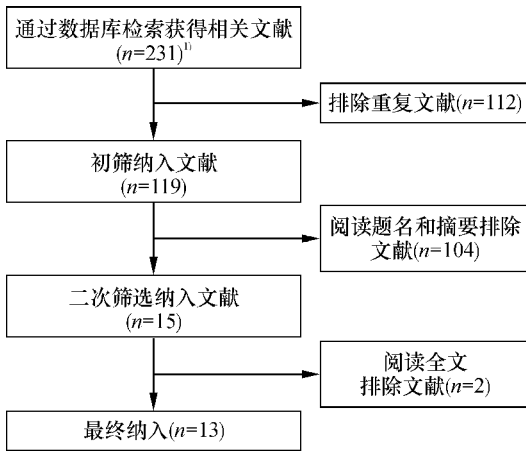 通过数据库检索获得相关文献
(n=231)¹⁾
排除重复文献(n=112)
初筛纳入文献
(n=119)
阅读题名和摘要排除
文献(n=104)
二次筛选纳入文献
(n=15)
阅读全文
排除文献(n=2)
最终纳入(n=13)